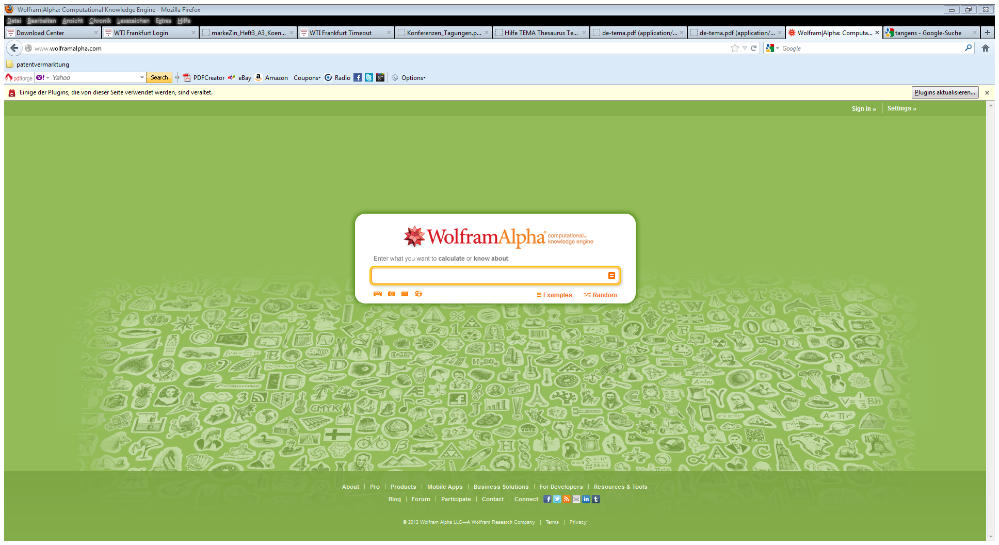 Wolfram|Alpha: Computational Knowledge Engine - Mozilla Firefox
Datei Bearbeiten Ansicht Chronik Lesezeichen Extras Hilfe
Download Center WTI Frankfurt Login markeZin_Heft3_A3_Koen... WTI Frankfurt Timeout Konferenzen_Tagungen.p... Hilfe TEMA Thesaurus Te... de-tema.pdf (application/... de-tema.pdf (application/... Wolfram|Alpha: Computa... tangens - Google-Suche
www.wolframalpha.com Google
patentvermarktung
pdfforge Y! Yahoo Search PDFCreator eBay Amazon Coupons Radio Options
Einige der Plugins, die von dieser Seite verwendet werden, sind veraltet. Plugins aktualisieren...
Sign in » Settings »
WolframAlpha computational knowledge engine
Enter what you want to calculate or know about:
Examples Random
CMYK
VOTE
2+2
About | Pro | Products | Mobile Apps | Business Solutions | For Developers | Resources & Tools
Blog | Forum | Participate | Contact | Connect
© 2012 Wolfram Alpha LLC—A Wolfram Research Company | Terms | Privacy